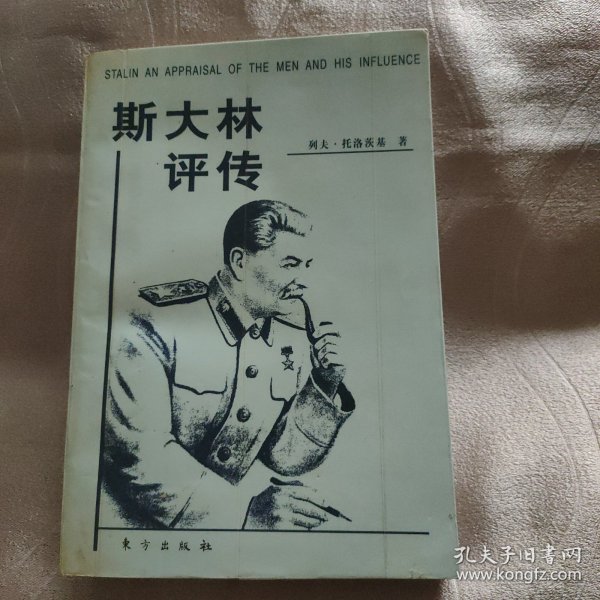 STALIN AN APPRAISAL OF THE MEN AND HIS INFLUENCE
斯大林
评传
列夫·托洛茨基 著
东方出版社
孔夫子旧书网
www.kongfz.com